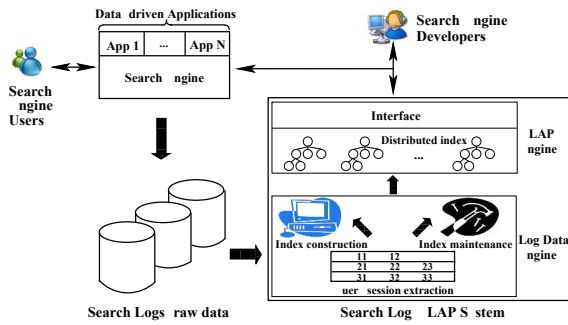 Data driven Applications
App 1 ... App N
Search ngine
Search ngine
Developers
Search
ngine
Users
Interface
Distributed index
...
LAP
ngine
Index construction
Index maintenance
Log Data
ngine
11 12
21 22 23
31 32 33
uer session extraction
Search Logs raw data
Search Log LAP S stem